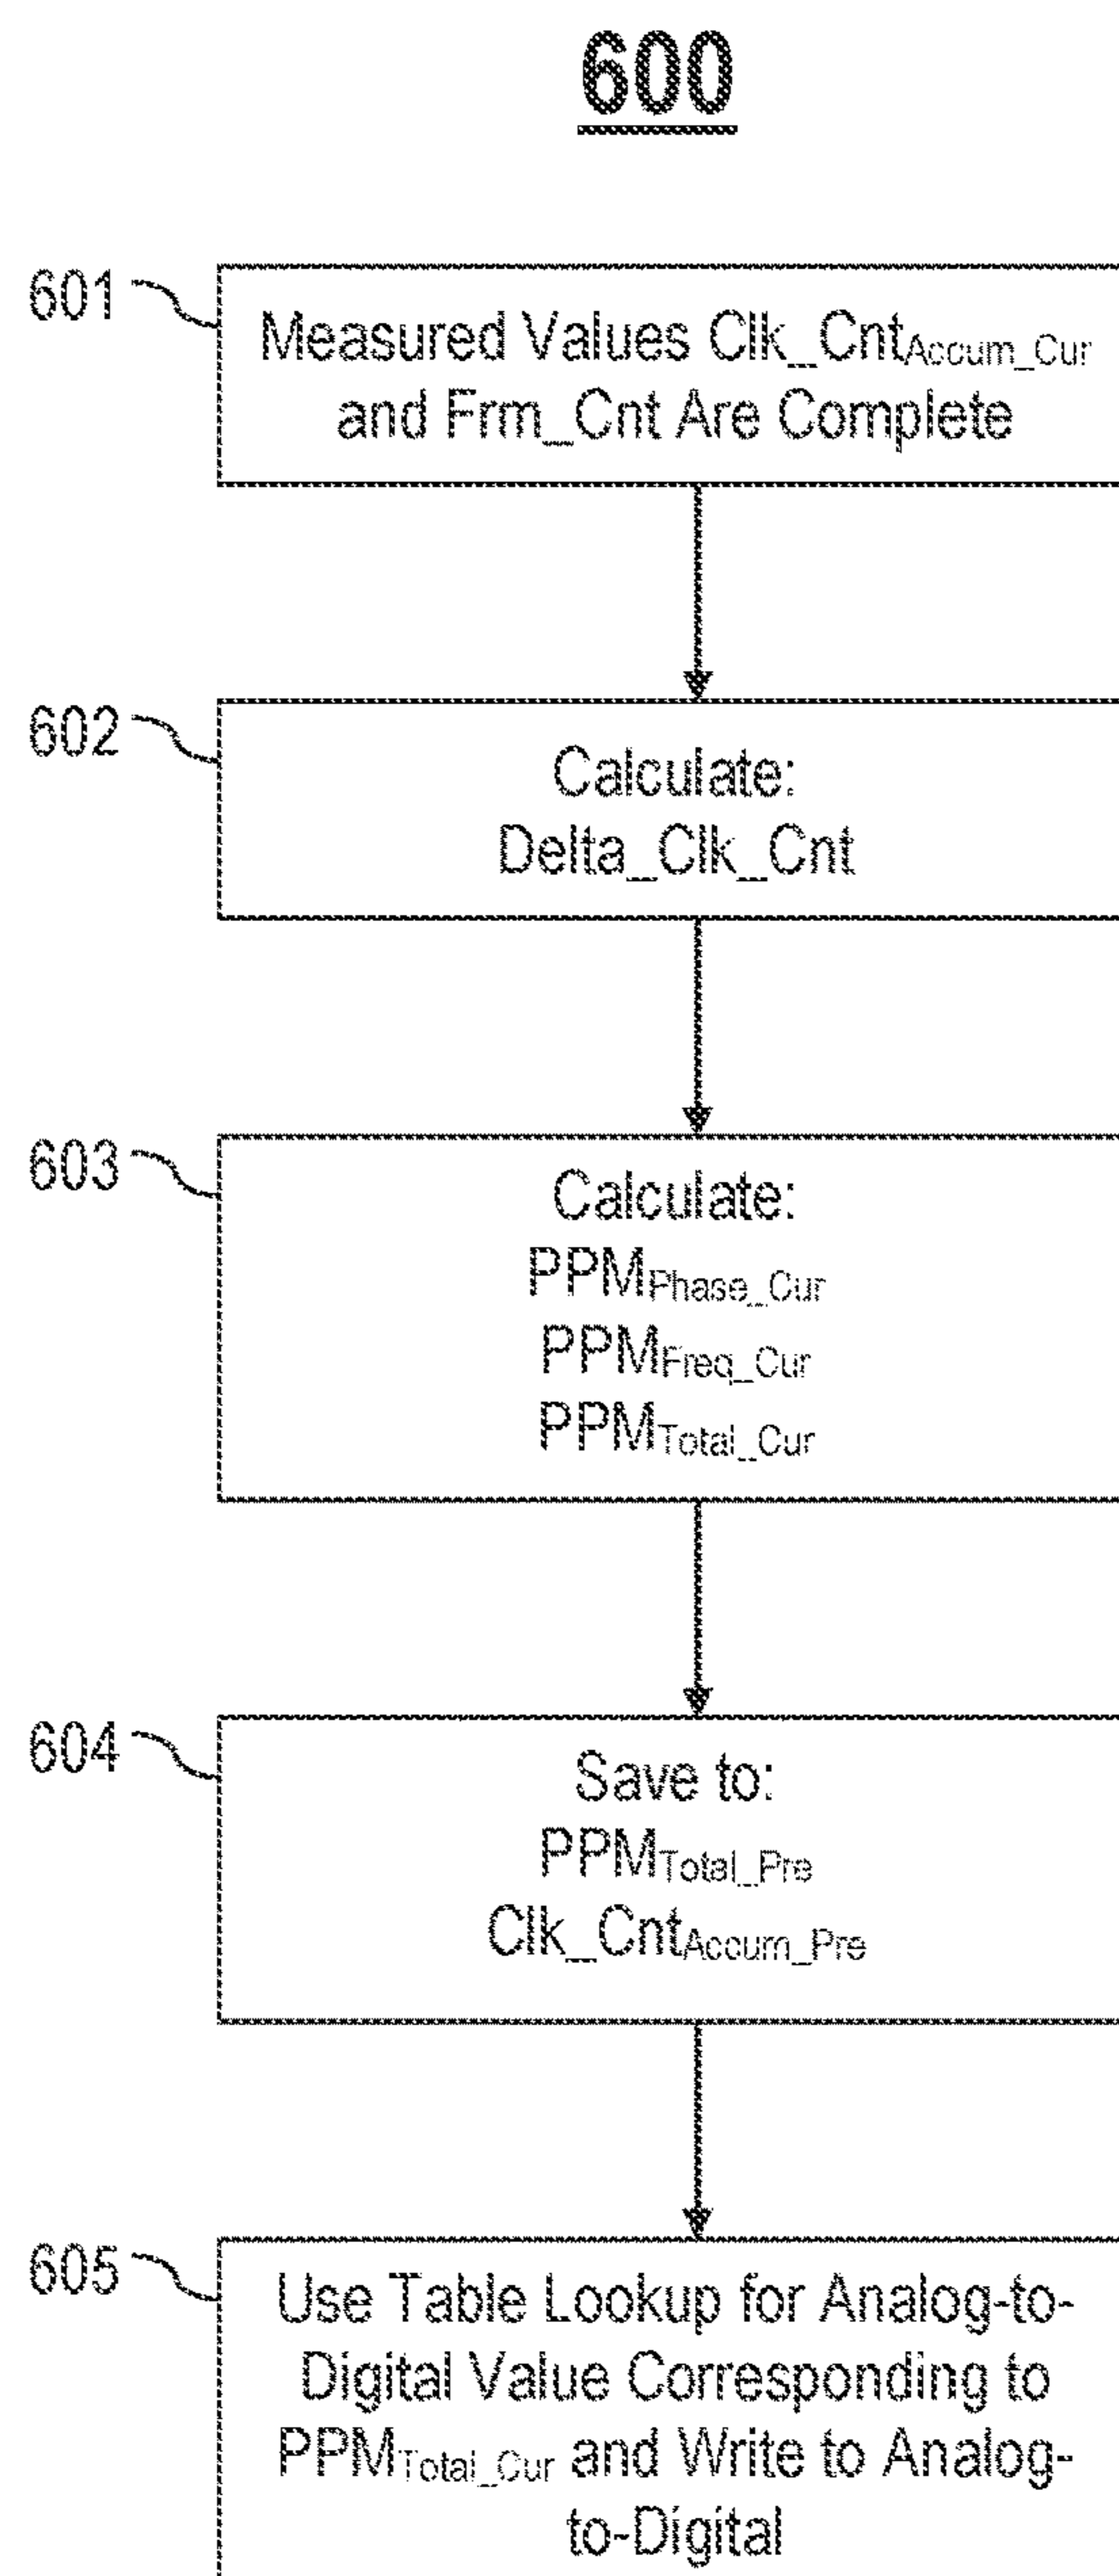 600
601
Measured Values Clk_CntAccum_Cur
and Frm_Cnt Are Complete
602
Calculate:
Delta_Clk_Cnt
603
Calculate:
PPMPhase_Cur
PPMFreq_Cur
PPMTotal_Cur
604
Save to:
PPMTotal_Pre
Clk_CntAccum_Pre
605
Use Table Lookup for Analog-to-
Digital Value Corresponding to
PPMTotal_Cur and Write to Analog-
to-Digital